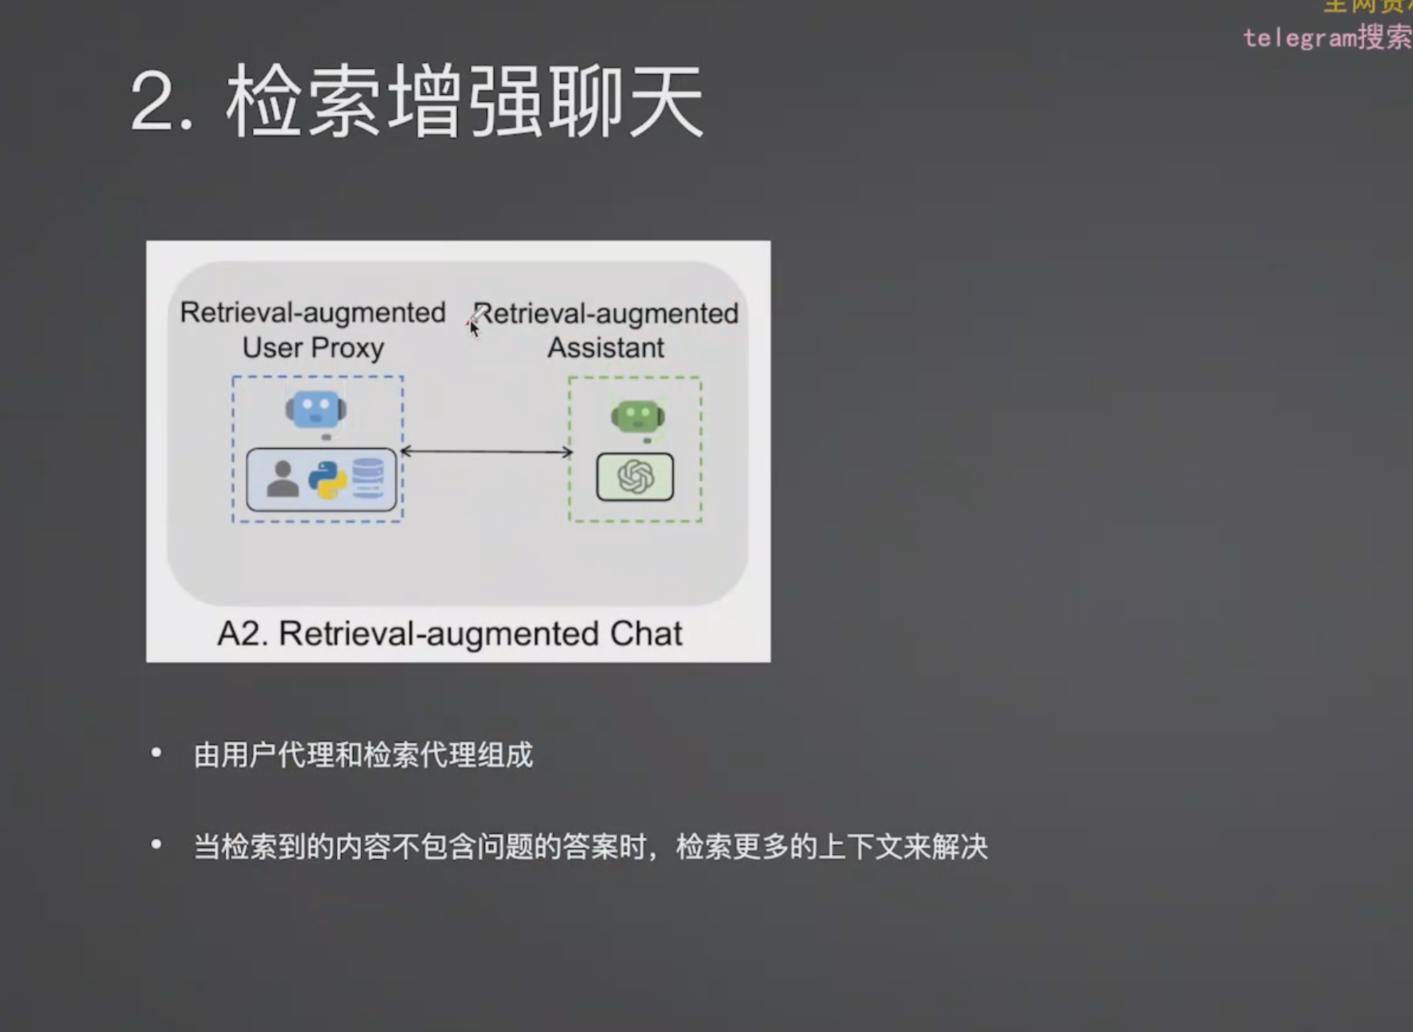 telegram搜索
2. 检索增强聊天
Retrieval-augmented
User Proxy
Retrieval-augmented
Assistant
A2. Retrieval-augmented Chat
• 由用户代理和检索代理组成
• 当检索到的内容不包含问题的答案时，检索更多的上下文来解决